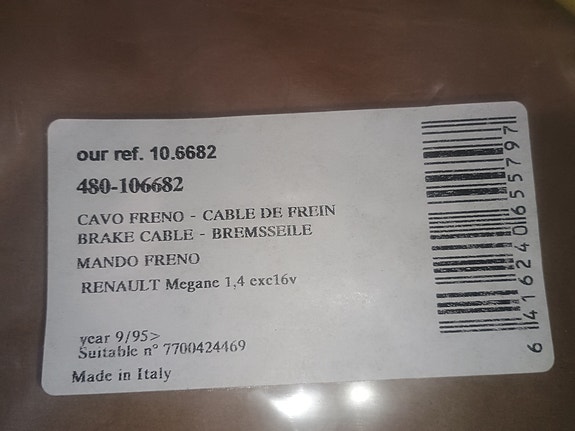 our ref. 10.6682
480-106682
CAVO FRENO - CABLE DE FREIN
BRAKE CABLE - BREMSSEILE
MANDO FRENO
RENAULT Megane 1,4 exc16v
year 9/95>
Suitable n° 7700424469
Made in Italy
6 416240 655797